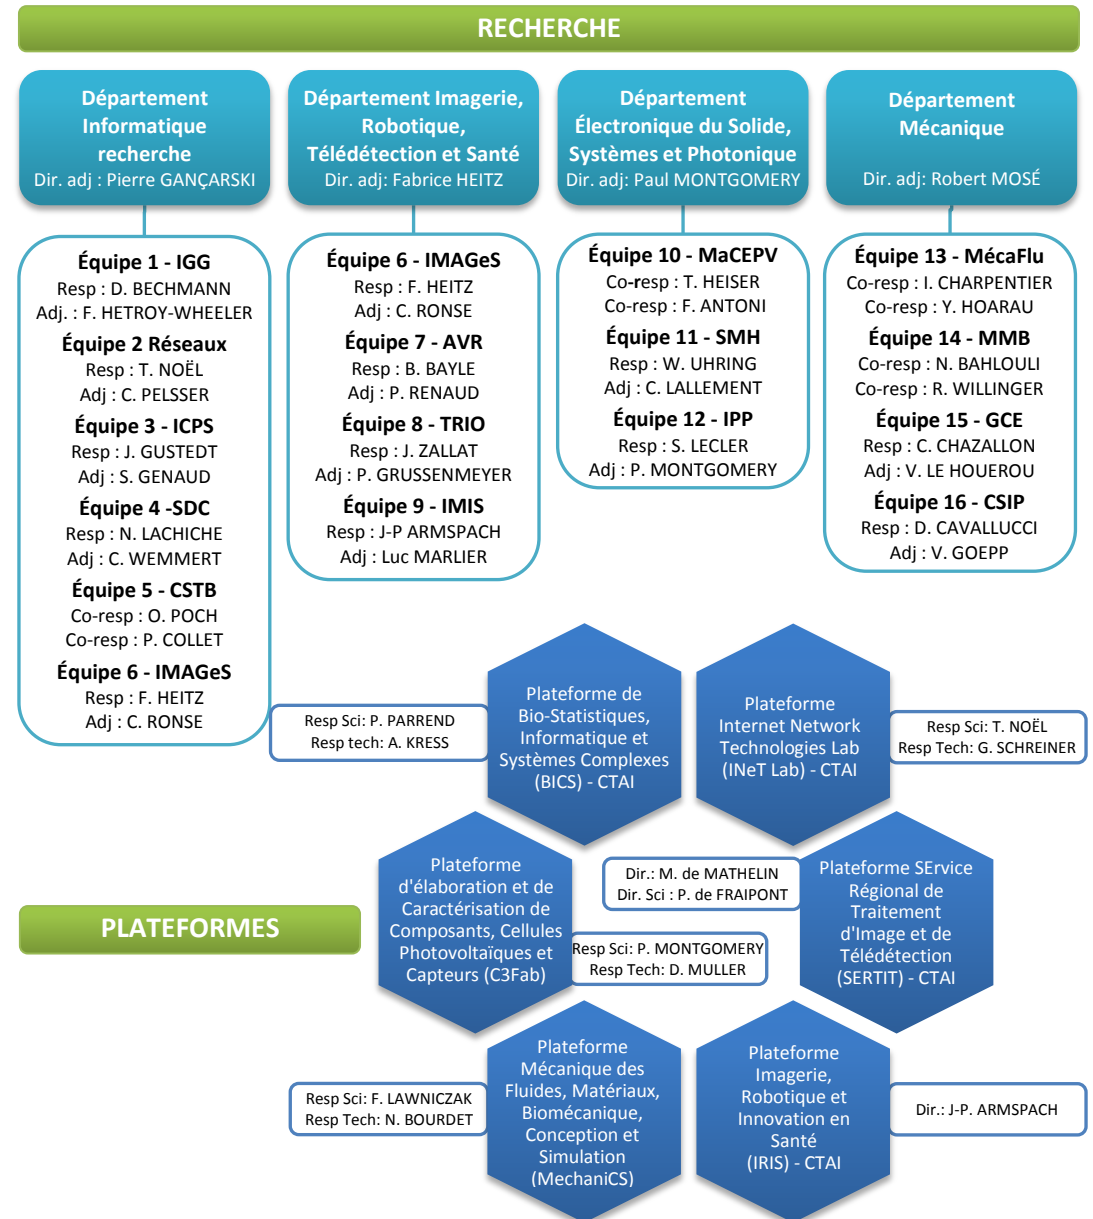 RECHERCHE
Département
Informatique
recherche
Dir. adj : Pierre GANÇARSKI
Département Imagerie,
Robotique,
Télédétection et Santé
Dir. adj: Fabrice HEITZ
Département
Électronique du Solide,
Systèmes et Photonique
Dir. adj: Paul MONTGOMERY
Département
Mécanique
Dir. adj: Robert MOSÉ
Équipe 1 - IGG
Resp : D. BECHMANN
Adj. : F. HETROY-WHEELER
Équipe 2 Réseaux
Resp : T. NOËL
Adj : C. PELSSER
Équipe 3 - ICPS
Resp : J. GUSTEDT
Adj : S. GENAUD
Équipe 4 -SDC
Resp : N. LACHICHE
Adj : C. WEMMERT
Équipe 5 - CSTB
Co-resp : O. POCH
Co-resp : P. COLLET
Équipe 6 - IMAGeS
Resp : F. HEITZ
Adj : C. RONSE
Équipe 6 - IMAGeS
Resp : F. HEITZ
Adj : C. RONSE
Équipe 7 - AVR
Resp : B. BAYLE
Adj : P. RENAUD
Équipe 8 - TRIO
Resp : J. ZALLAT
Adj : P. GRUSSENMEYER
Équipe 9 - IMIS
Resp : J-P ARMSPACH
Adj : Luc MARLIER
Équipe 10 - MaCEPV
Co-resp : T. HEISER
Co-resp : F. ANTONI
Équipe 11 - SMH
Resp : W. UHRING
Adj : C. LALLEMENT
Équipe 12 - IPP
Resp : S. LECLER
Adj : P. MONTGOMERY
Équipe 13 - MécaFlu
Co-resp : I. CHARPENTIER
Co-resp : Y. HOARAU
Équipe 14 - MMB
Co-resp : N. BAHLOULI
Co-resp : R. WILLINGER
Équipe 15 - GCE
Resp : C. CHAZALLON
Adj : V. LE HOUEROU
Équipe 16 - CSIP
Resp : D. CAVALLUCCI
Adj : V. GOEPP
Resp Sci: P. PARREND
Resp tech: A. KRESS
Plateforme de
Bio-Statistiques,
Informatique et
Systèmes Complexes
(BICS) - CTAI
Plateforme
Internet Network
Technologies Lab
(INeT Lab) - CTAI
Resp Sci: T. NOËL
Resp Tech: G. SCHREINER
PLATEFORMES
Plateforme
d'élaboration et de
Caractérisation de
Composants, Cellules
Photovoltaïques et
Capteurs (C3Fab)
Resp Sci: P. MONTGOMERY
Resp Tech: D. MULLER
Dir.: M. de MATHELIN
Dir. Sci : P. de FRAIPONT
Plateforme SErvice
Régional de
Traitement
d'Image et de
Télédétection
(SERTIT) - CTAI
Resp Sci: F. LAWNICZAK
Resp Tech: N. BOURDET
Plateforme
Mécanique des
Fluides, Matériaux,
Biomécanique,
Conception et
Simulation
(MechaniCS)
Plateforme
Imagerie,
Robotique et
Innovation en
Santé
(IRIS) - CTAI
Dir.: J-P. ARMSPACH